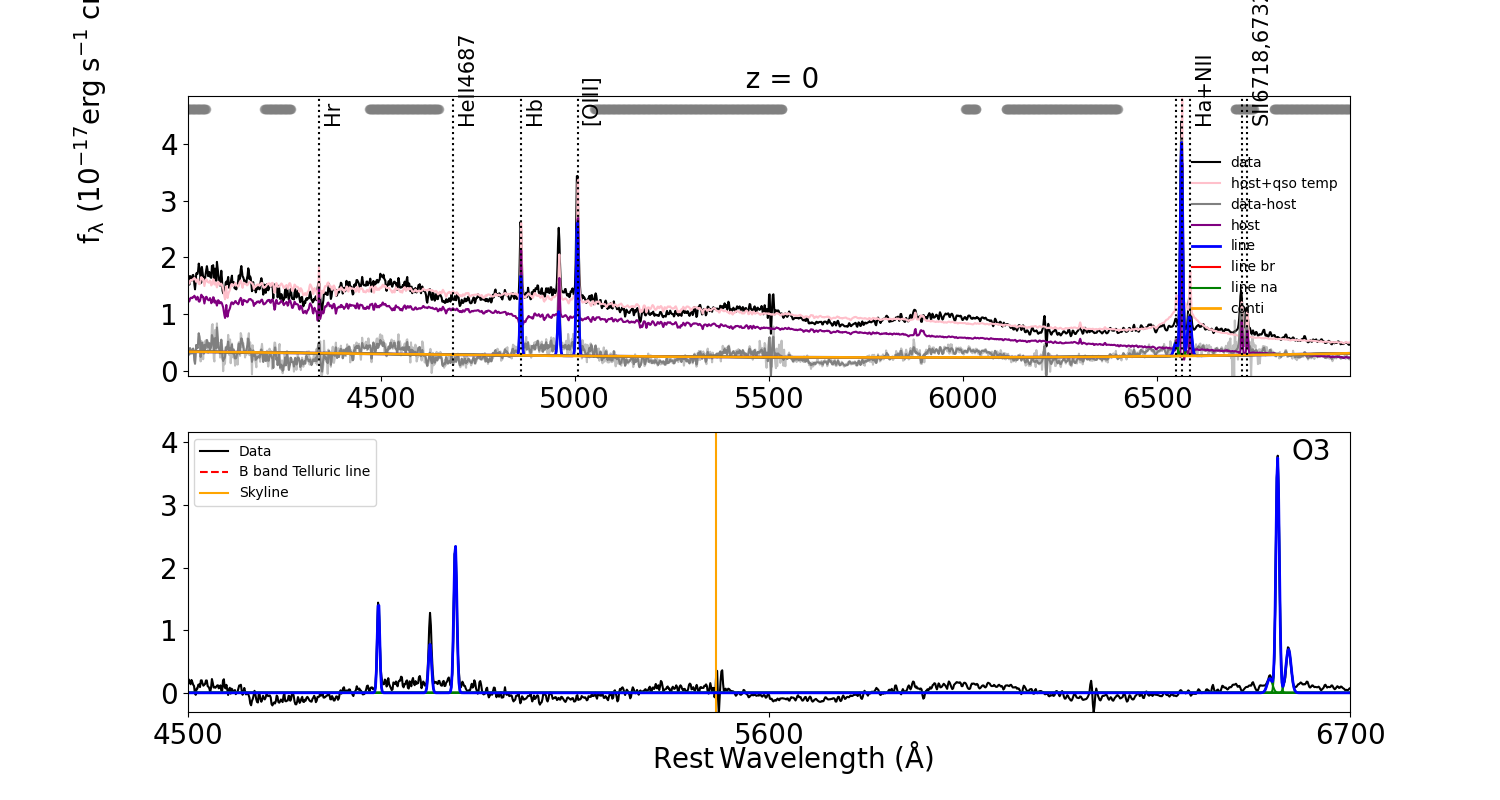 z = 0
f_λ (10^−17 erg s^−1
Hr
HeII4687
Hb
[OIII]
Ha+NII
SII6718,6732
4
3
2
1
0
data
host+qso temp
data-host
host
line
line br
line na
conti
4500
5000
5500
6000
6500
4
3
2
1
0
Data
B band Telluric line
Skyline
O3
4500
5600
6700
Rest Wavelength (Å)